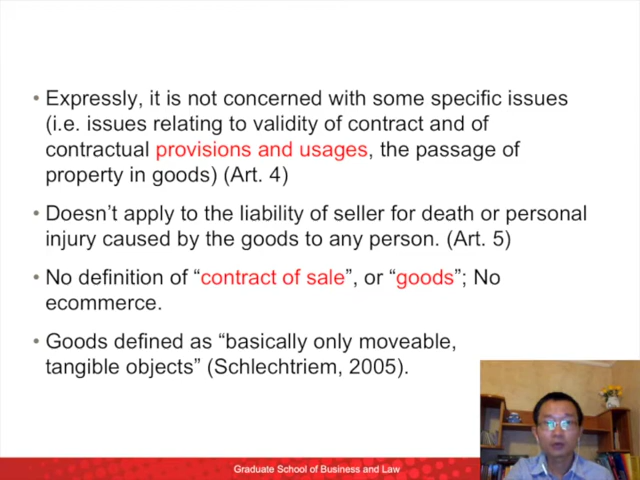 • Expressly, it is not concerned with some specific issues
(i.e. issues relating to validity of contract and of
contractual provisions and usages, the passage of
property in goods) (Art. 4)
• Doesn’t apply to the liability of seller for death or personal
injury caused by the goods to any person. (Art. 5)
• No definition of “contract of sale”, or “goods”; No
ecommerce.
• Goods defined as “basically only moveable,
tangible objects” (Schlechtriem, 2005).
Graduate School of Business and Law